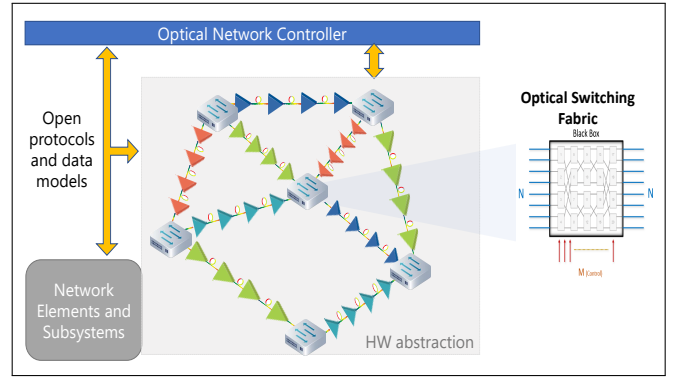 Optical Network Controller
Open
protocols
and data
models
Optical Switching
Fabric
Black Box
N
N
M (Control)
Network
Elements and
Subsystems
HW abstraction